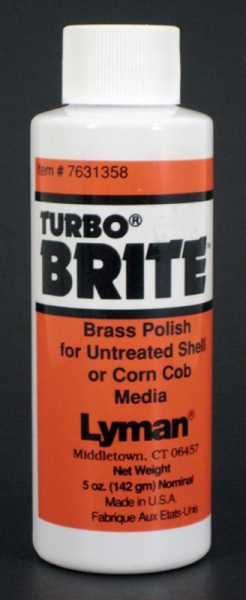 Item # 7631358
TURBO®
BRITE™
Brass Polish
for Untreated Shell
or Corn Cob
Media
Lyman®
Middletown, CT 06457
Net Weight
5 oz. (142 gm) Nominal
Made in U.S.A.
Fabrique Aux Etats-Unis